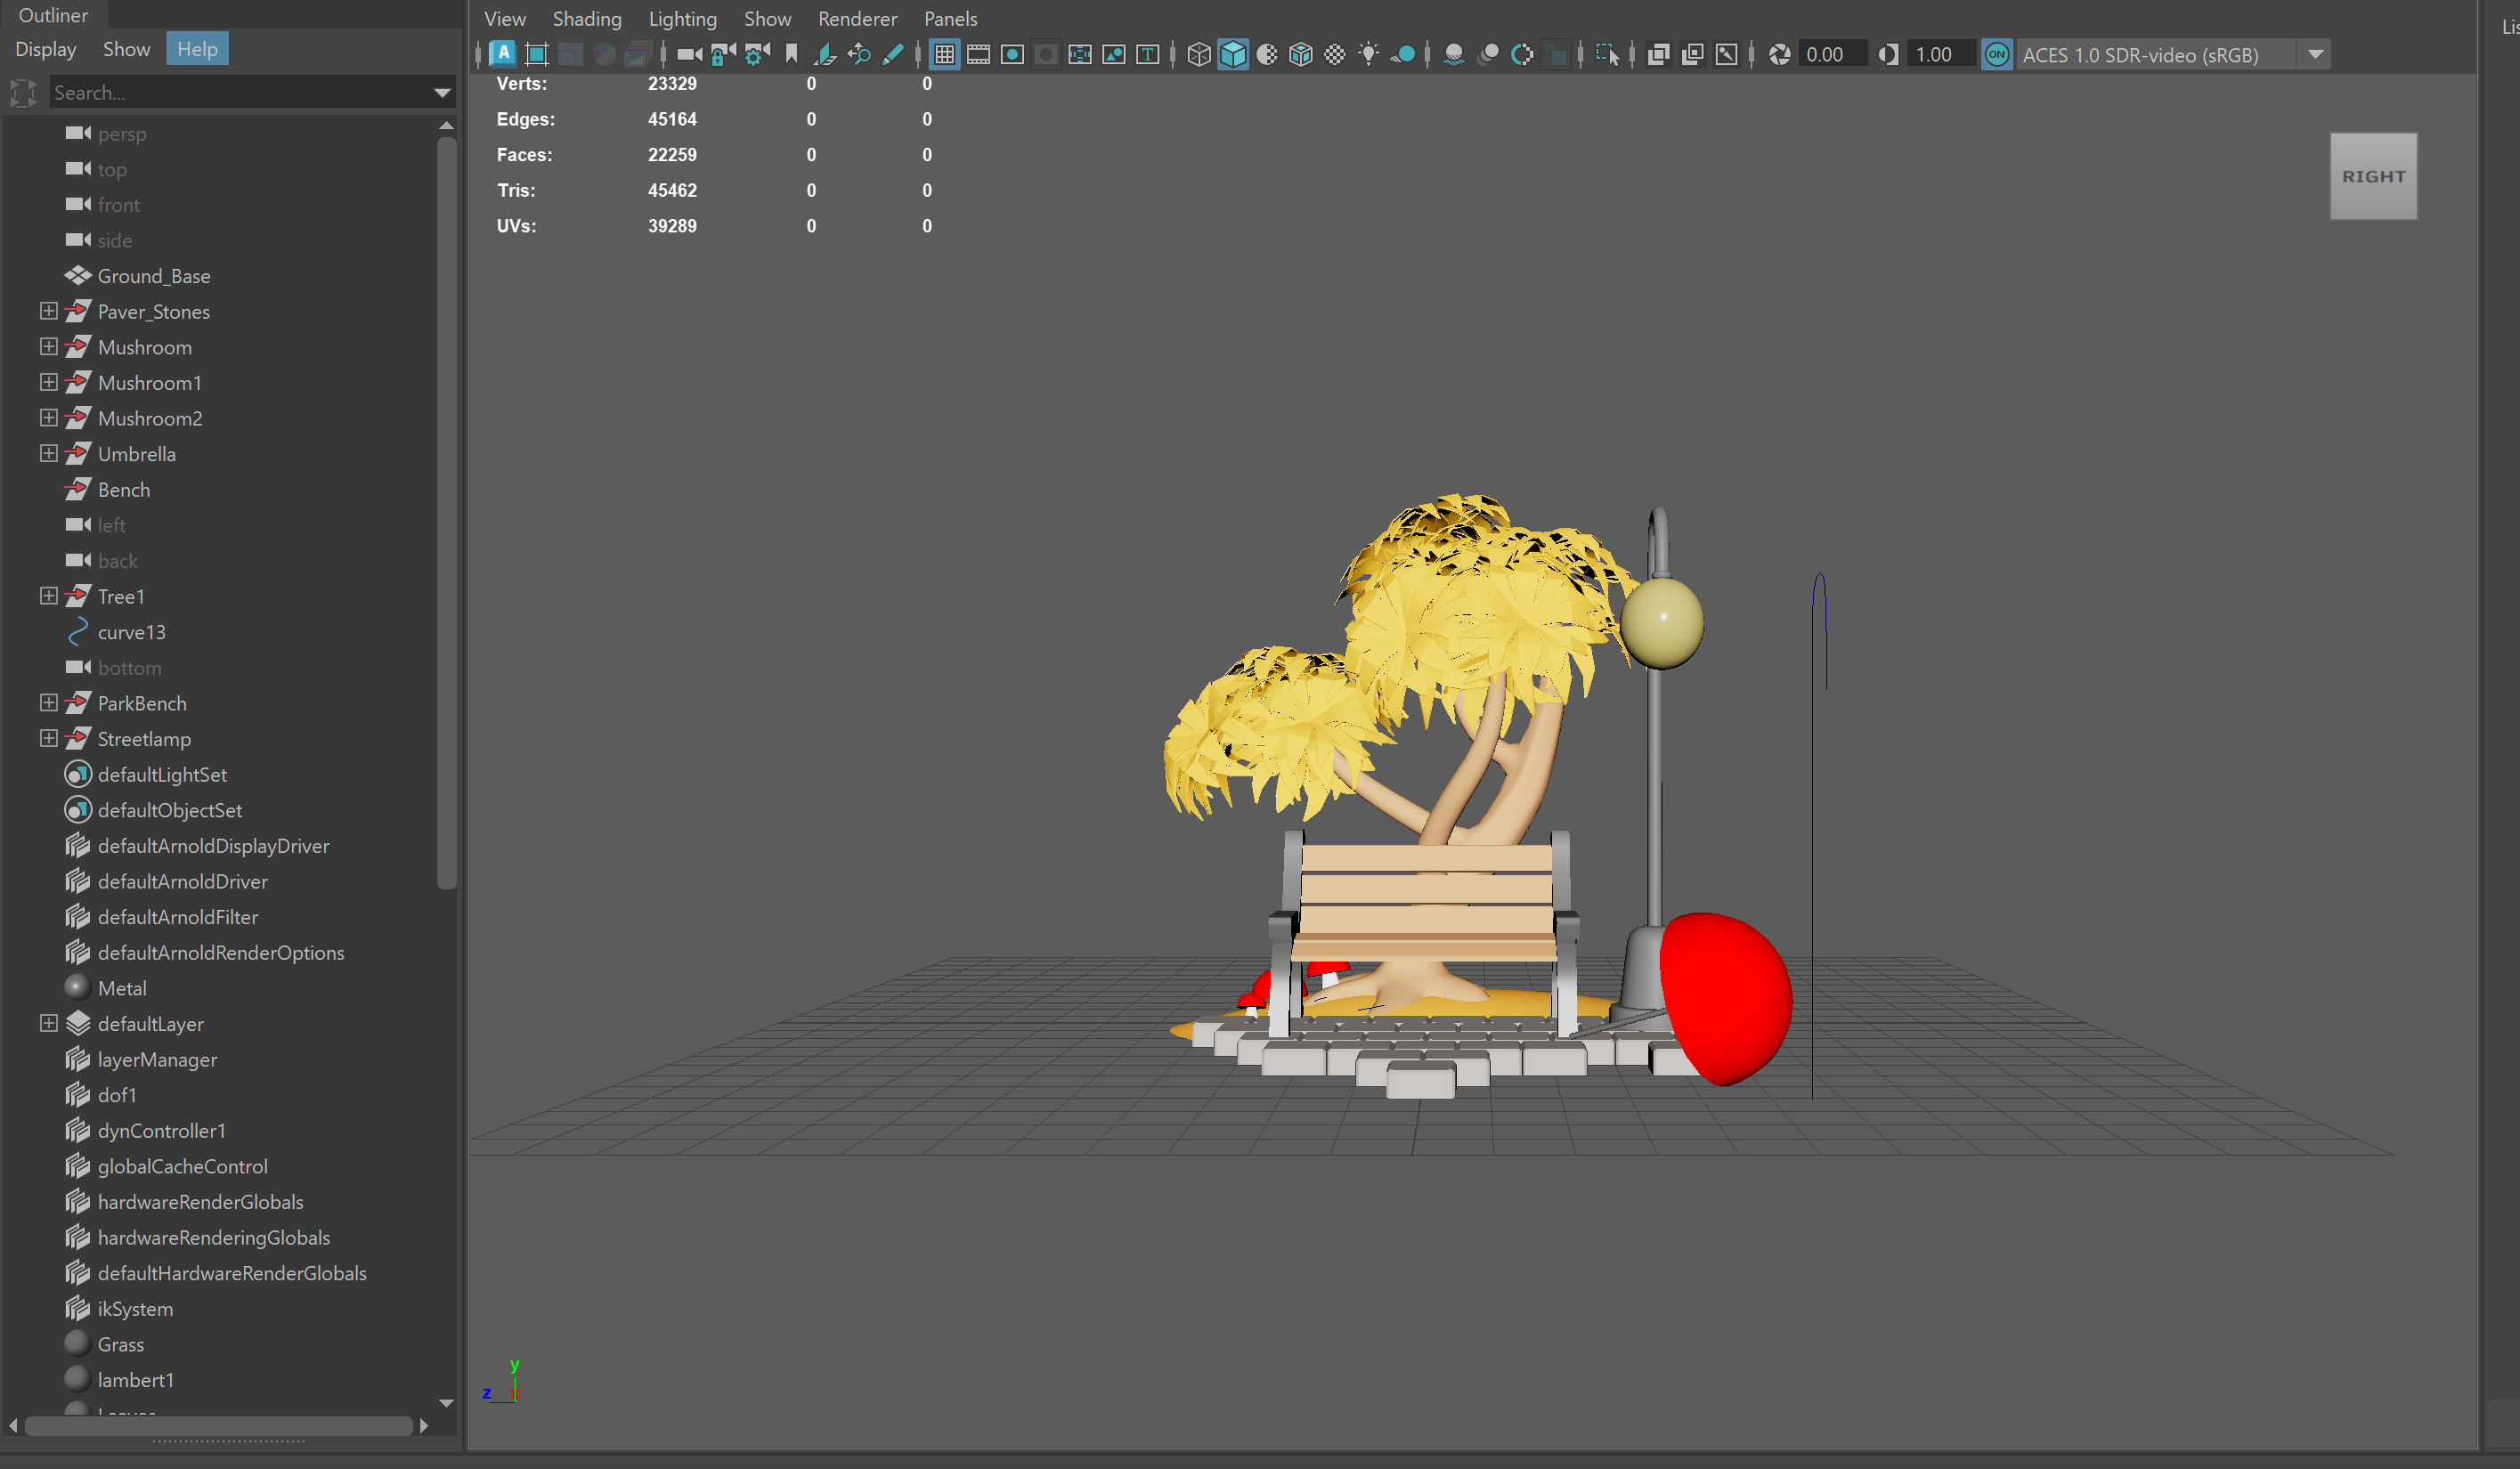 Outliner
Display Show Help
Search...
persp
top
front
side
Ground_Base
Paver_Stones
Mushroom
Mushroom1
Mushroom2
Umbrella
Bench
left
back
Tree1
curve13
bottom
ParkBench
Streetlamp
defaultLightSet
defaultObjectSet
defaultArnoldDisplayDriver
defaultArnoldDriver
defaultArnoldFilter
defaultArnoldRenderOptions
Metal
defaultLayer
layerManager
dof1
dynController1
globalCacheControl
hardwareRenderGlobals
hardwareRenderingGlobals
defaultHardwareRenderGlobals
ikSystem
Grass
lambert1
View Shading Lighting Show Renderer Panels
A T 0.00 1.00 ON ACES 1.0 SDR-video (sRGB)
Verts: 23329 0 0
Edges: 45164 0 0
Faces: 22259 0 0
Tris: 45462 0 0
UVs: 39289 0 0
RIGHT
y
z x